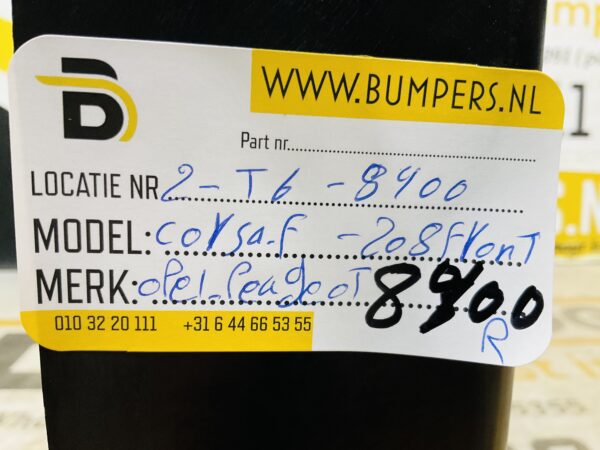 WWW.BUMPERS.NL
Part nr.
LOCATIE NR 2-T6-8400
MODEL: corsa.f -208 front
MERK: opel.Peugeot 8400
010 32 20 111 +31 6 44 66 53 55
R